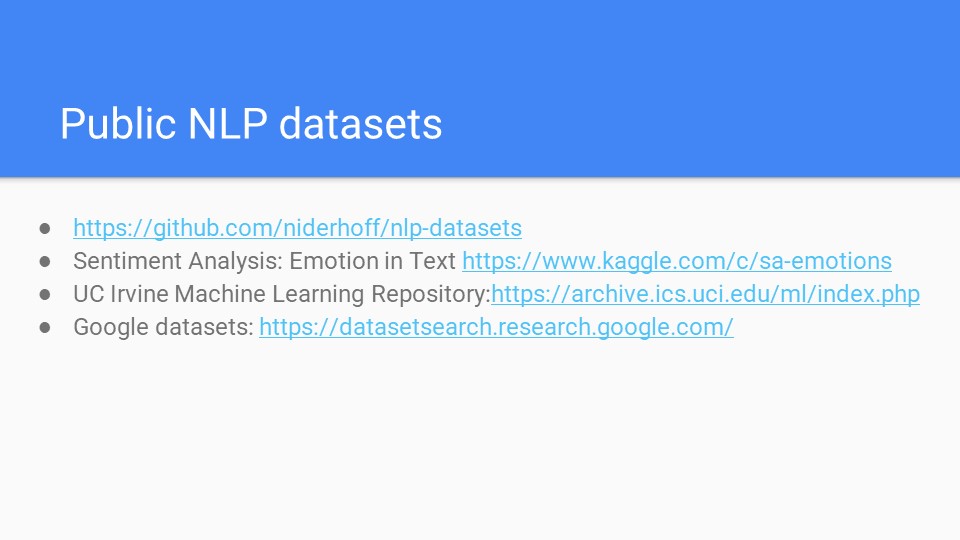 Public NLP datasets
● https://github.com/niderhoff/nlp-datasets
● Sentiment Analysis: Emotion in Text https://www.kaggle.com/c/sa-emotions
● UC Irvine Machine Learning Repository:https://archive.ics.uci.edu/ml/index.php
● Google datasets: https://datasetsearch.research.google.com/